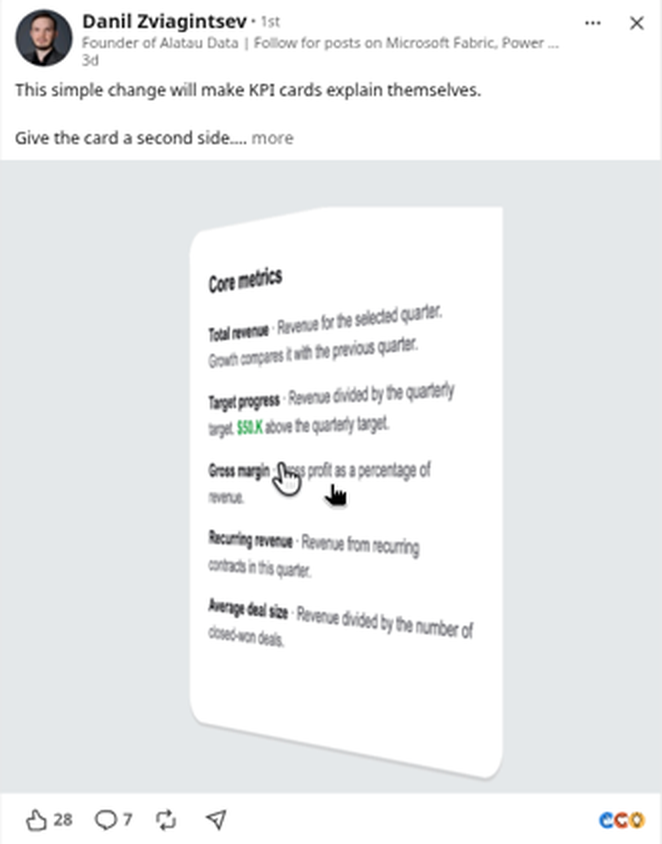 Danil Zviagintsev • 1st
Founder of Alatau Data | Follow for posts on Microsoft Fabric, Power ...
3d
This simple change will make KPI cards explain themselves.
Give the card a second side.... more
Core metrics
Total revenue · Revenue for the selected quarter.
Growth compares it with the previous quarter.
Target progress · Revenue divided by the quarterly
target. $50.K above the quarterly target.
Gross margin · profit as a percentage of
revenue.
Recurring revenue · Revenue from recurring
contracts in this quarter.
Average deal size · Revenue divided by the number of
closed-won deals.
28
7